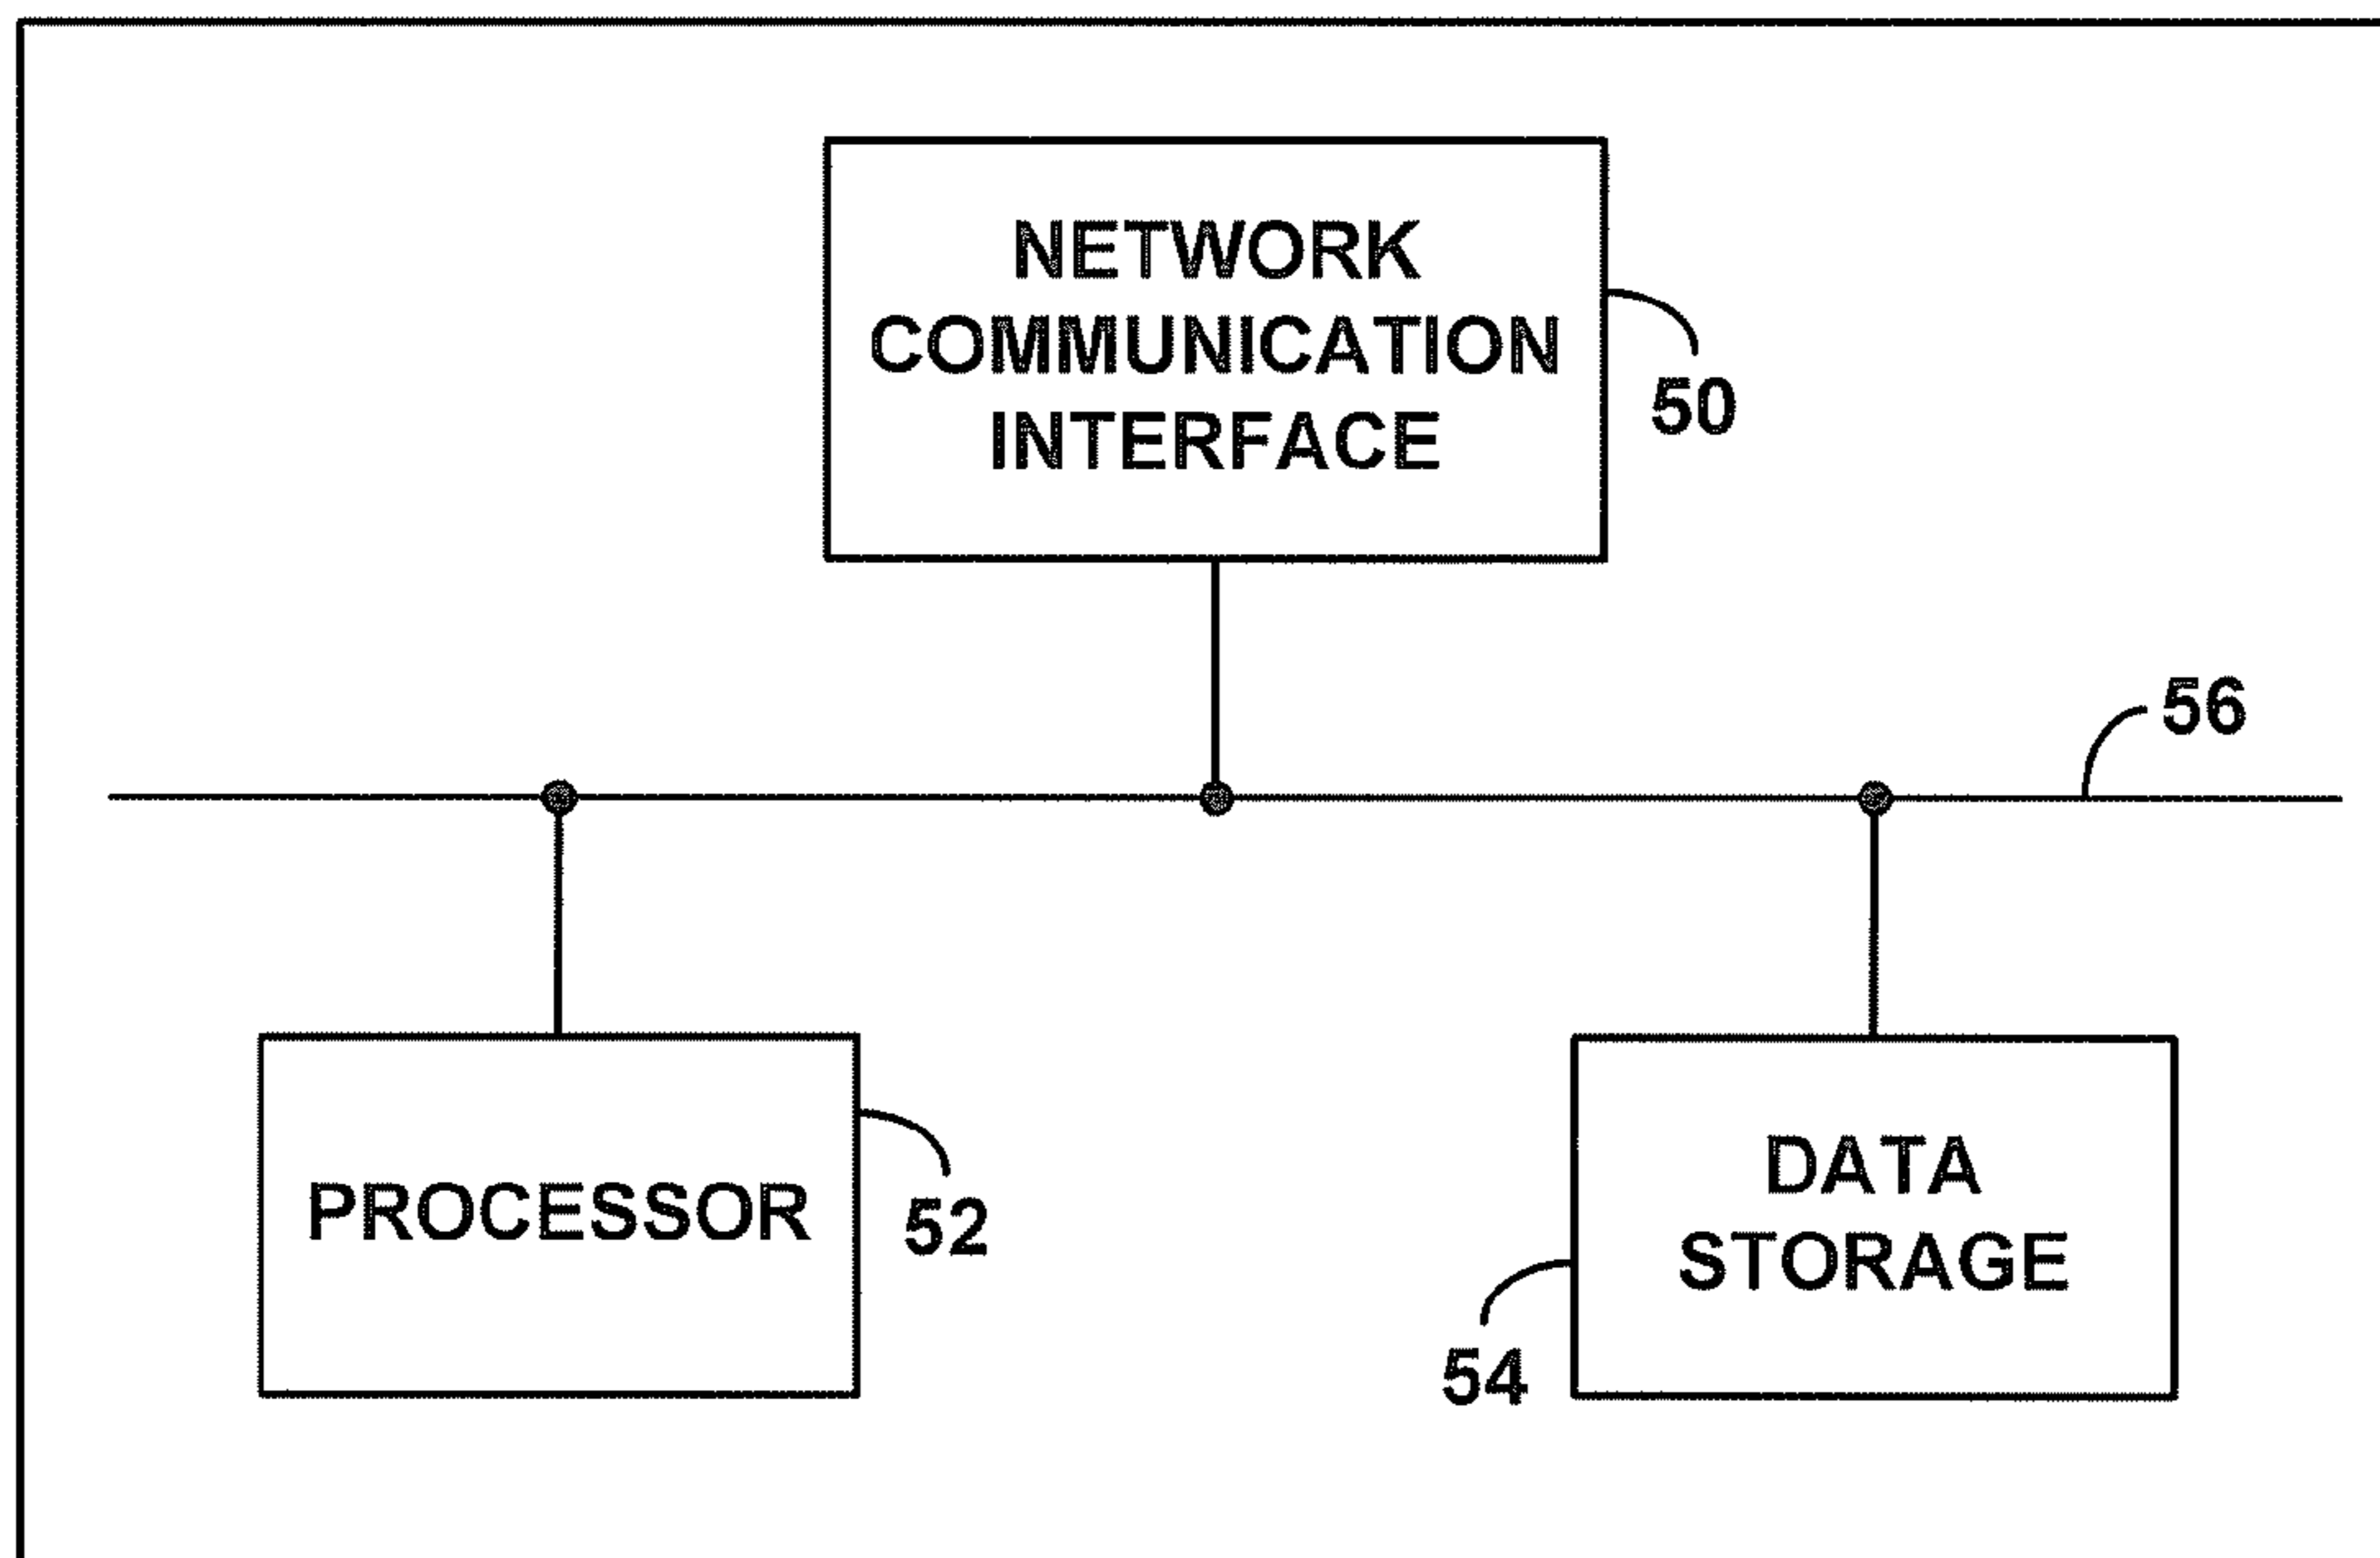 NETWORK
COMMUNICATION
INTERFACE
50
56
PROCESSOR
52
DATA
STORAGE
54